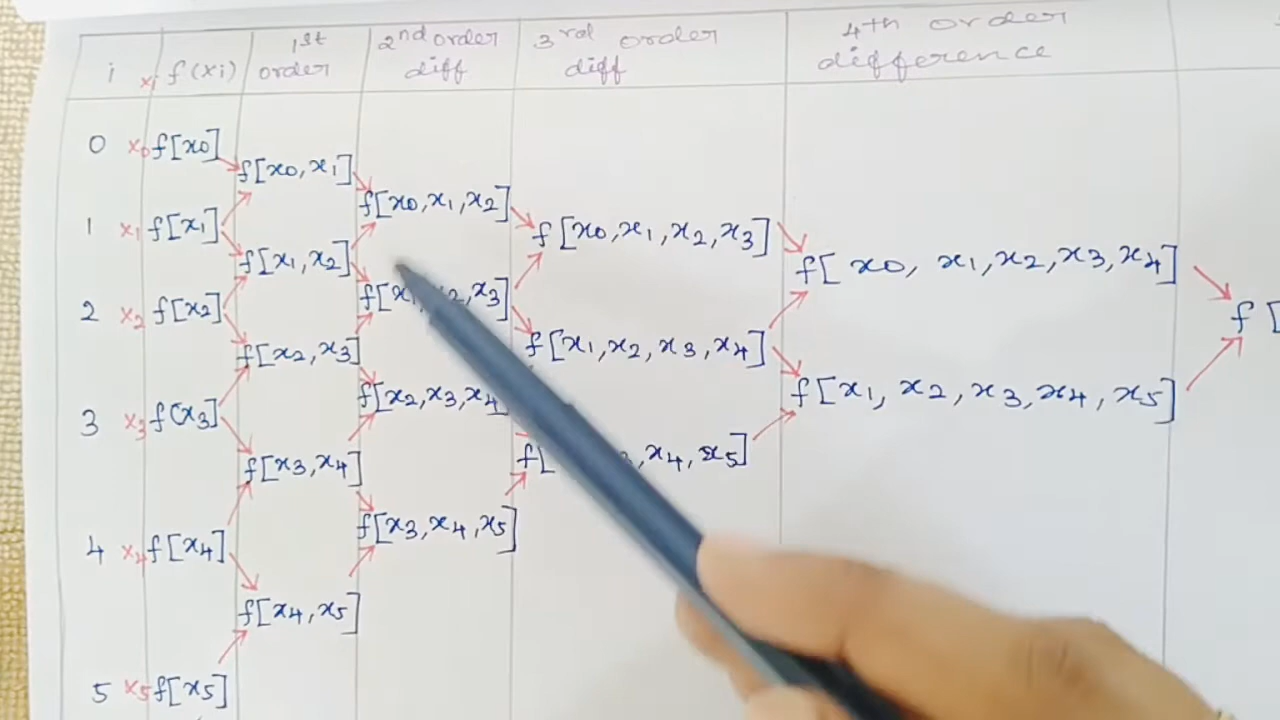 i xi f(xi) 1st order 2nd order diff 3rd order diff 4th order difference
0 x0 f[x0]
f[x0,x1]
f[x0,x1,x2]
1 x1 f[x1]
f[x0,x1,x2,x3]
f[x1,x2]
f[x0, x1,x2,x3,x4]
f[x1, x2,x3]
2 x2 f[x2]
f[
f[x1,x2,x3,x4]
f[x2,x3]
f[x1, x2,x3,x4,x5]
f[x2,x3,x4
3 x3 f(x3]
f[ x4,x5]
f[x3,x4]
f[x3,x4,x5]
4 x4 f[x4]
f[x4,x5]
5 x5 f[x5]